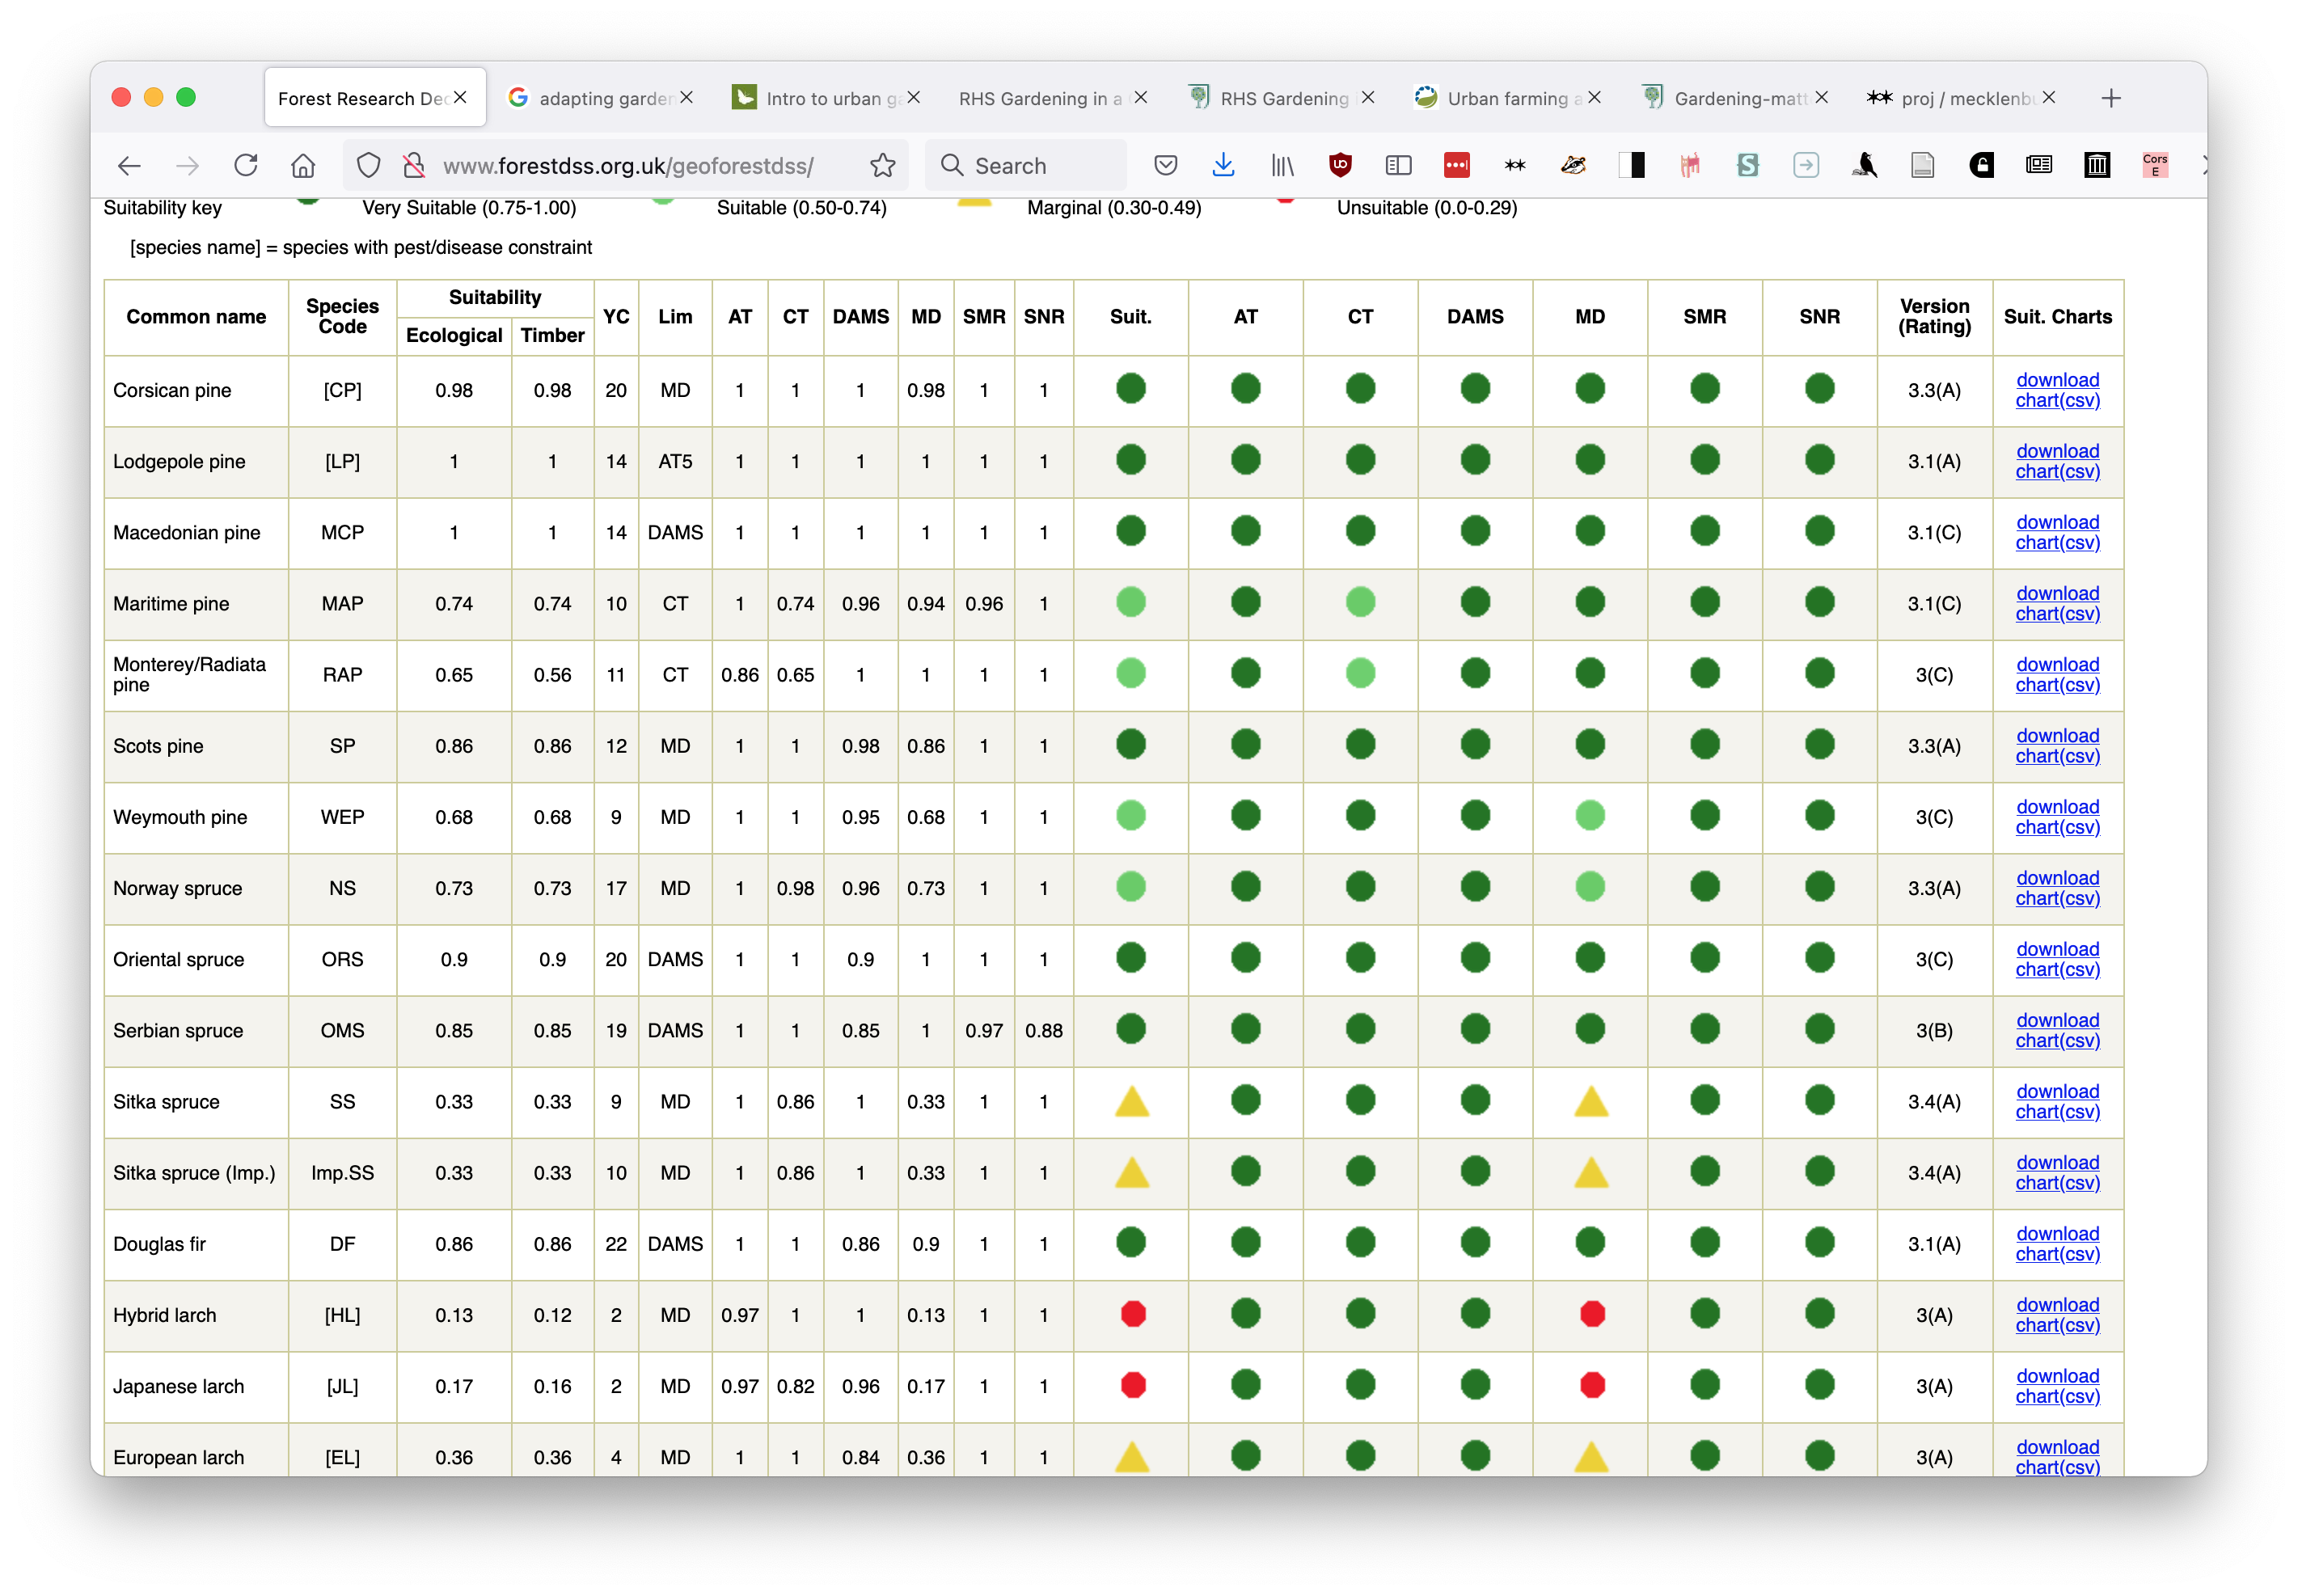 Forest Research Dec
adapting garden
Intro to urban ga
RHS Gardening in a
RHS Gardening
Urban farming a
Gardening-matt
proj / mecklenbu
www.forestdss.org.uk/geoforestdss/
Search
Cors
E
Suitability key Very Suitable (0.75-1.00) Suitable (0.50-0.74) Marginal (0.30-0.49) Unsuitable (0.0-0.29)
[species name] = species with pest/disease constraint
Common name Species Code Suitability Ecological Timber YC Lim AT CT DAMS MD SMR SNR Suit. AT CT DAMS MD SMR SNR Version (Rating) Suit. Charts
Corsican pine [CP] 0.98 0.98 20 MD 1 1 1 0.98 1 1 3.3(A) download chart(csv)
Lodgepole pine [LP] 1 1 14 AT5 1 1 1 1 1 1 3.1(A) download chart(csv)
Macedonian pine MCP 1 1 14 DAMS 1 1 1 1 1 1 3.1(C) download chart(csv)
Maritime pine MAP 0.74 0.74 10 CT 1 0.74 0.96 0.94 0.96 1 3.1(C) download chart(csv)
Monterey/Radiata pine RAP 0.65 0.56 11 CT 0.86 0.65 1 1 1 1 3(C) download chart(csv)
Scots pine SP 0.86 0.86 12 MD 1 1 0.98 0.86 1 1 3.3(A) download chart(csv)
Weymouth pine WEP 0.68 0.68 9 MD 1 1 0.95 0.68 1 1 3(C) download chart(csv)
Norway spruce NS 0.73 0.73 17 MD 1 0.98 0.96 0.73 1 1 3.3(A) download chart(csv)
Oriental spruce ORS 0.9 0.9 20 DAMS 1 1 0.9 1 1 1 3(C) download chart(csv)
Serbian spruce OMS 0.85 0.85 19 DAMS 1 1 0.85 1 0.97 0.88 3(B) download chart(csv)
Sitka spruce SS 0.33 0.33 9 MD 1 0.86 1 0.33 1 1 3.4(A) download chart(csv)
Sitka spruce (Imp.) Imp.SS 0.33 0.33 10 MD 1 0.86 1 0.33 1 1 3.4(A) download chart(csv)
Douglas fir DF 0.86 0.86 22 DAMS 1 1 0.86 0.9 1 1 3.1(A) download chart(csv)
Hybrid larch [HL] 0.13 0.12 2 MD 0.97 1 1 0.13 1 1 3(A) download chart(csv)
Japanese larch [JL] 0.17 0.16 2 MD 0.97 0.82 0.96 0.17 1 1 3(A) download chart(csv)
European larch [EL] 0.36 0.36 4 MD 1 1 0.84 0.36 1 1 3(A) download chart(csv)